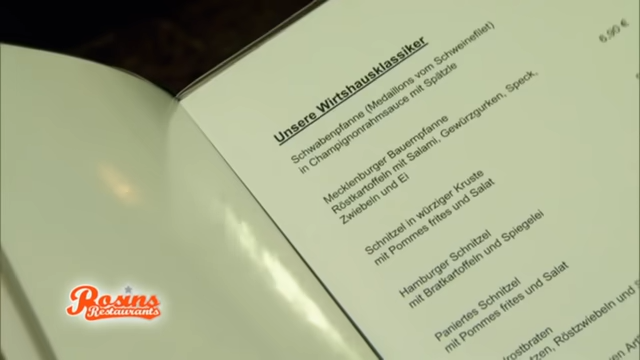 6,90 €
Unsere Wirtshausklassiker
Schwabenpfanne (Medaillons vom Schweinefilet)
in Champignonrahmsauce mit Spätzle
Mecklenburger Bauernpfanne
Röstkartoffeln mit Salami, Gewürzgurken, Speck,
Zwiebeln und Ei
Schnitzel in würziger Kruste
mit Pommes frites und Salat
Hamburger Schnitzel
mit Bratkartoffeln und Spiegelei
Paniertes Schnitzel
mit Pommes frites und Salat
Röstzwiebeln und
Rosins
Restaurants